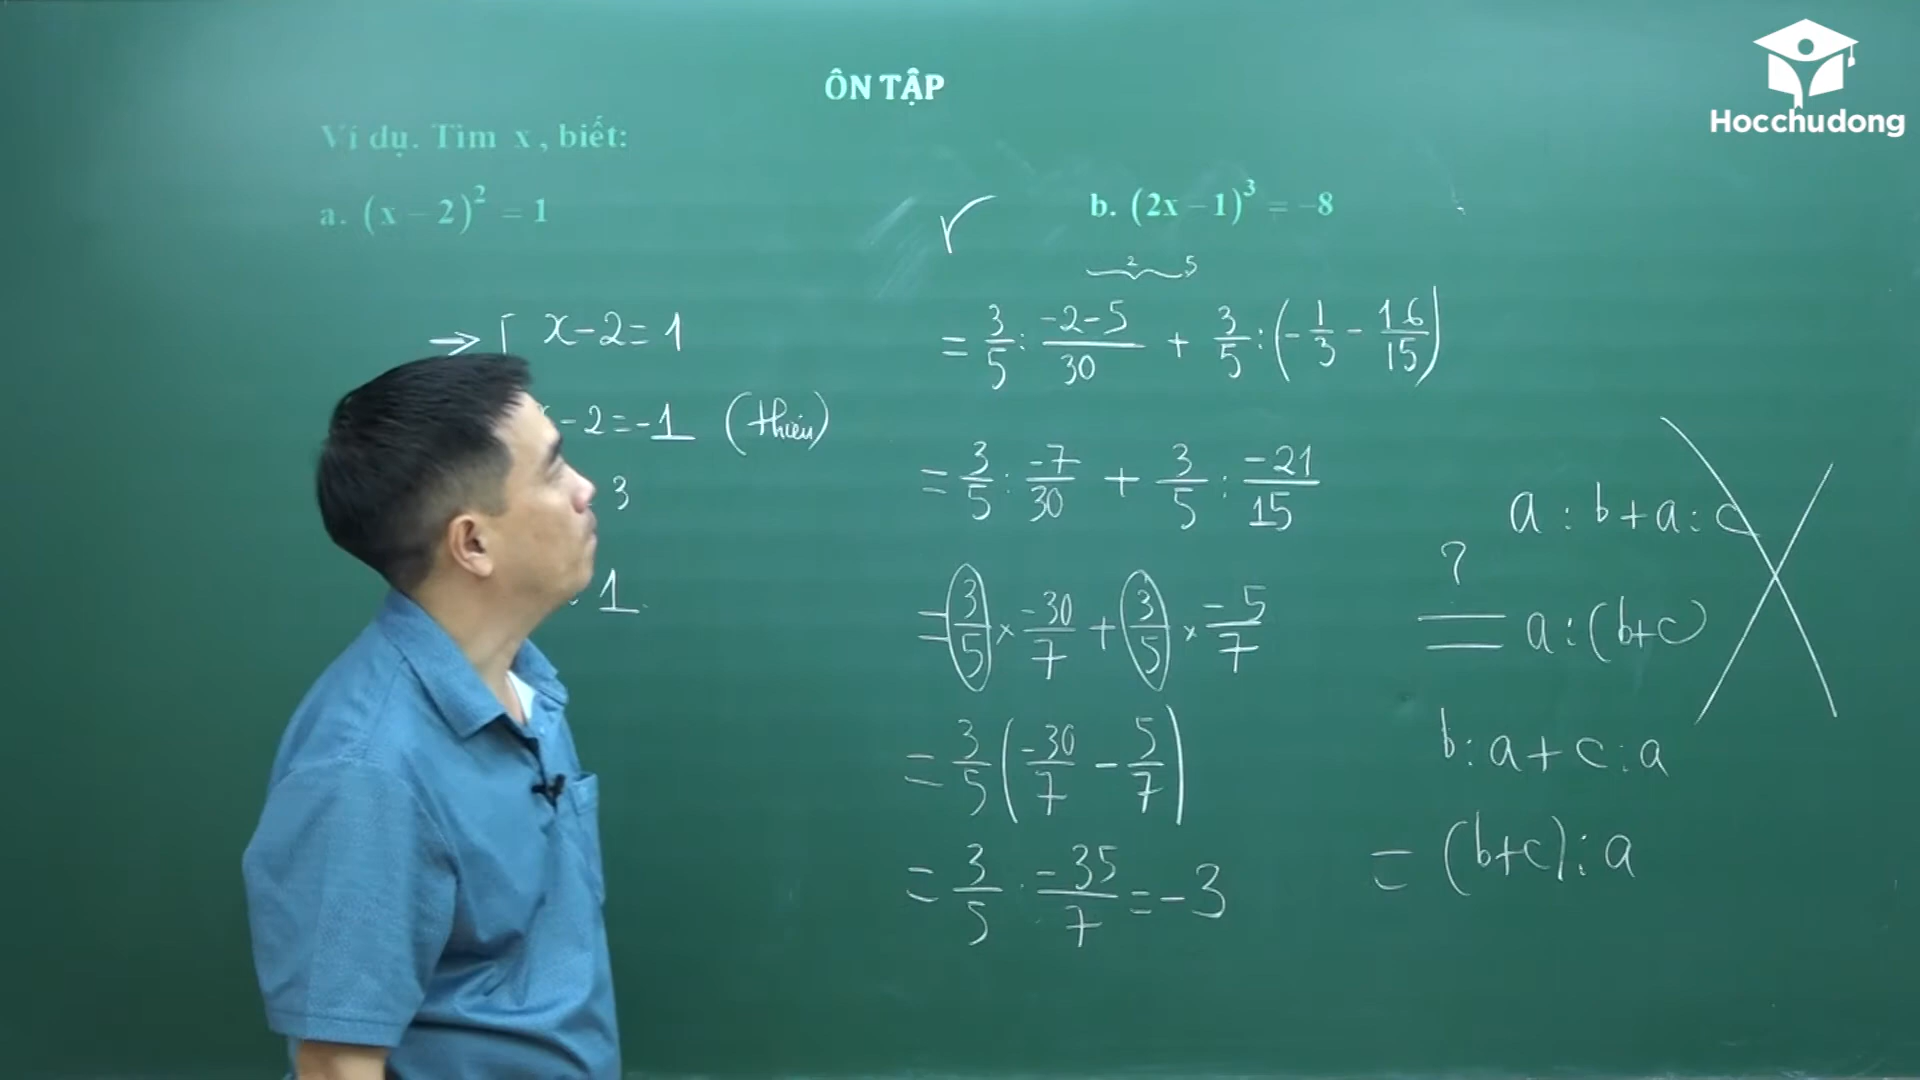 Hocchudong
ÔN TẬP
Ví dụ. Tìm x, biết:
a. (x – 2)² = 1
b. (2x – 1)³ = –8
→ [ x-2=1
-2=-1 (thiếu)
3
1
2 5
= 3/5 : (-2-5)/30 + 3/5 : (-1/3 - 16/15)
= 3/5 : -7/30 + 3/5 : -21/15
= 3/5 × -30/7 + 3/5 × -5/7
= 3/5 (-30/7 - 5/7)
= 3/5 . -35/7 = -3
a : b + a : c
?
= a : (b+c)
b : a + c : a
= (b+c) : a